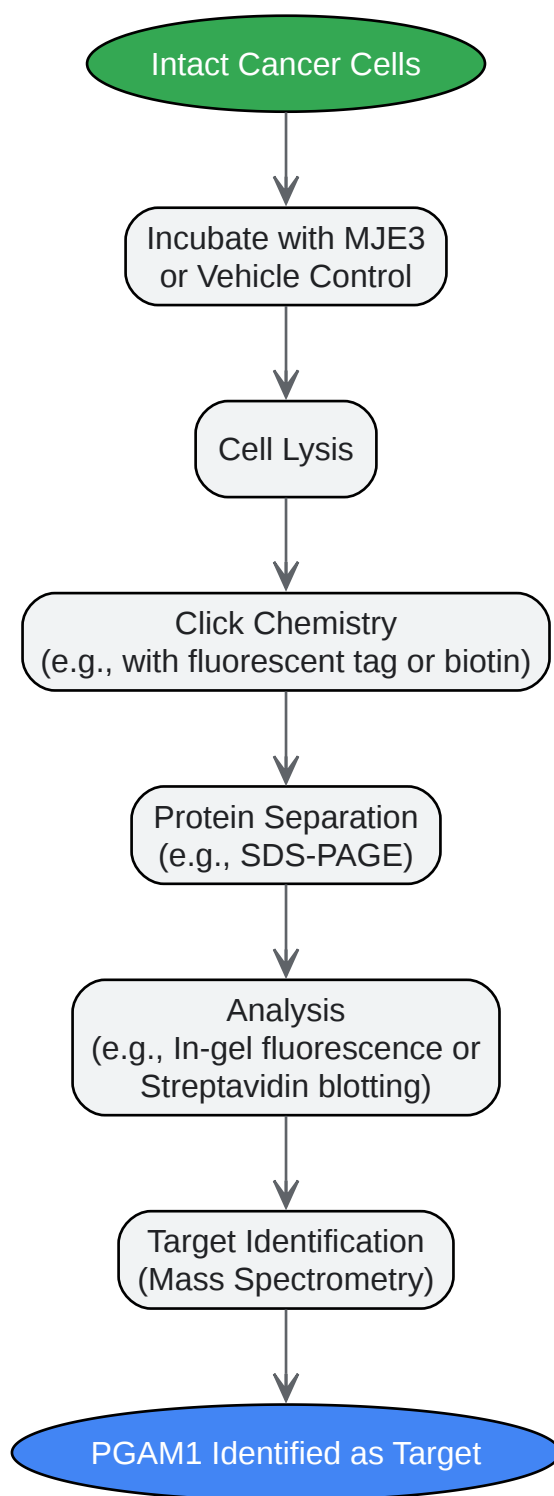 Intact Cancer Cells
Incubate with MJE3
or Vehicle Control
Cell Lysis
Click Chemistry
(e.g., with fluorescent tag or biotin)
Protein Separation
(e.g., SDS-PAGE)
Analysis
(e.g., In-gel fluorescence or
Streptavidin blotting)
Target Identification
(Mass Spectrometry)
PGAM1 Identified as Target